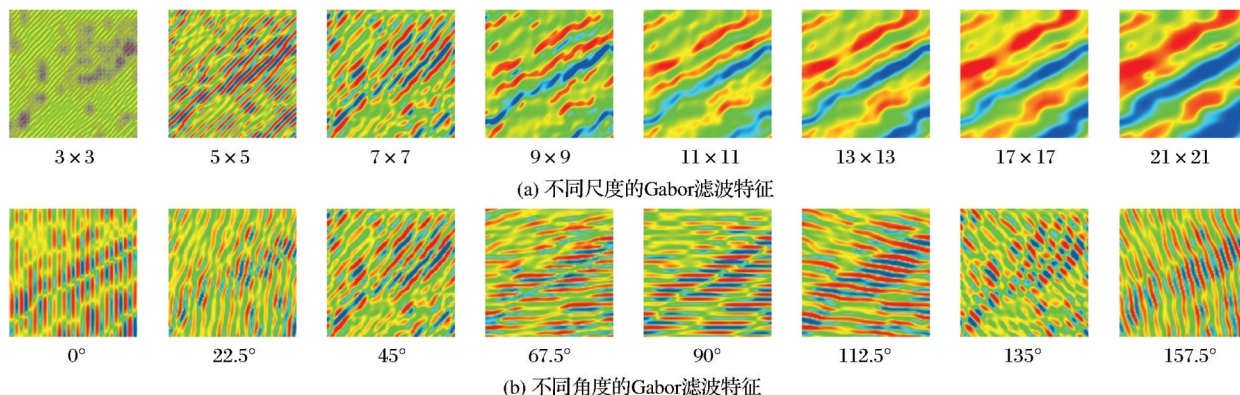 3×3 5×5 7×7 9×9 11×11 13×13 17×17 21×21
(a) 不同尺度的Gabor滤波特征
0° 22.5° 45° 67.5° 90° 112.5° 135° 157.5°
(b) 不同角度的Gabor滤波特征